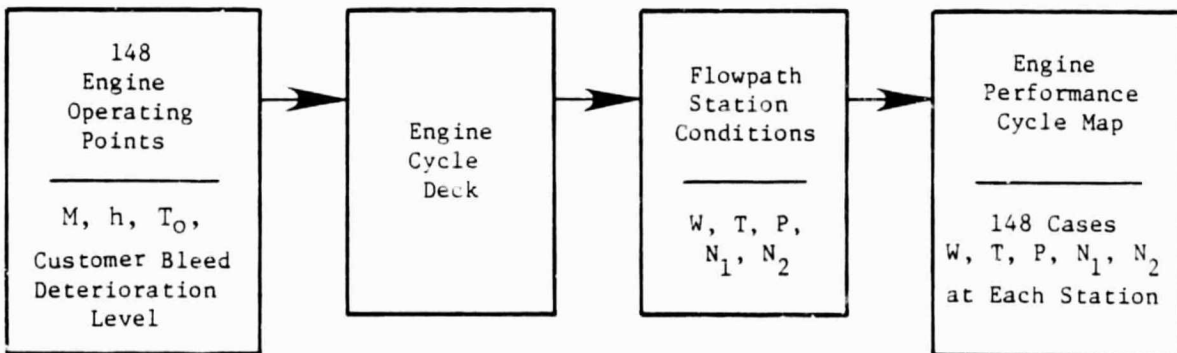 148
Engine
Operating
Points
M, h, T₀,
Customer Bleed
Deterioration
Level
Engine
Cycle
Deck
Flowpath
Station
Conditions
W, T, P,
N₁, N₂
Engine
Performance
Cycle Map
148 Cases
W, T, P, N₁, N₂
at Each Station